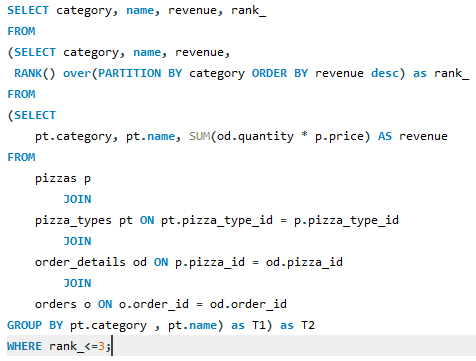 SELECT category, name, revenue, rank_
FROM
(SELECT category, name, revenue,
RANK() over(PARTITION BY category ORDER BY revenue desc) as rank_
FROM
(SELECT
pt.category, pt.name, SUM(od.quantity * p.price) AS revenue
FROM
pizzas p
JOIN
pizza_types pt ON pt.pizza_type_id = p.pizza_type_id
JOIN
order_details od ON p.pizza_id = od.pizza_id
JOIN
orders o ON o.order_id = od.order_id
GROUP BY pt.category , pt.name) as T1) as T2
WHERE rank_<=3;